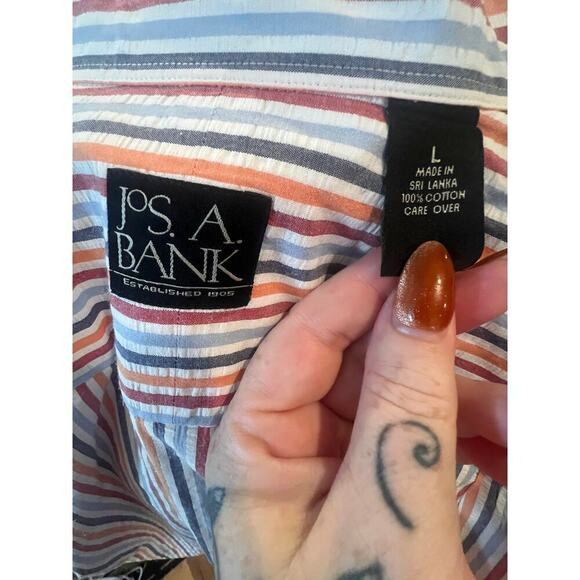 JOS. A.
BANK
ESTABLISHED 1905
L
MADE IN
SRI LANKA
100% COTTON
CARE OVER